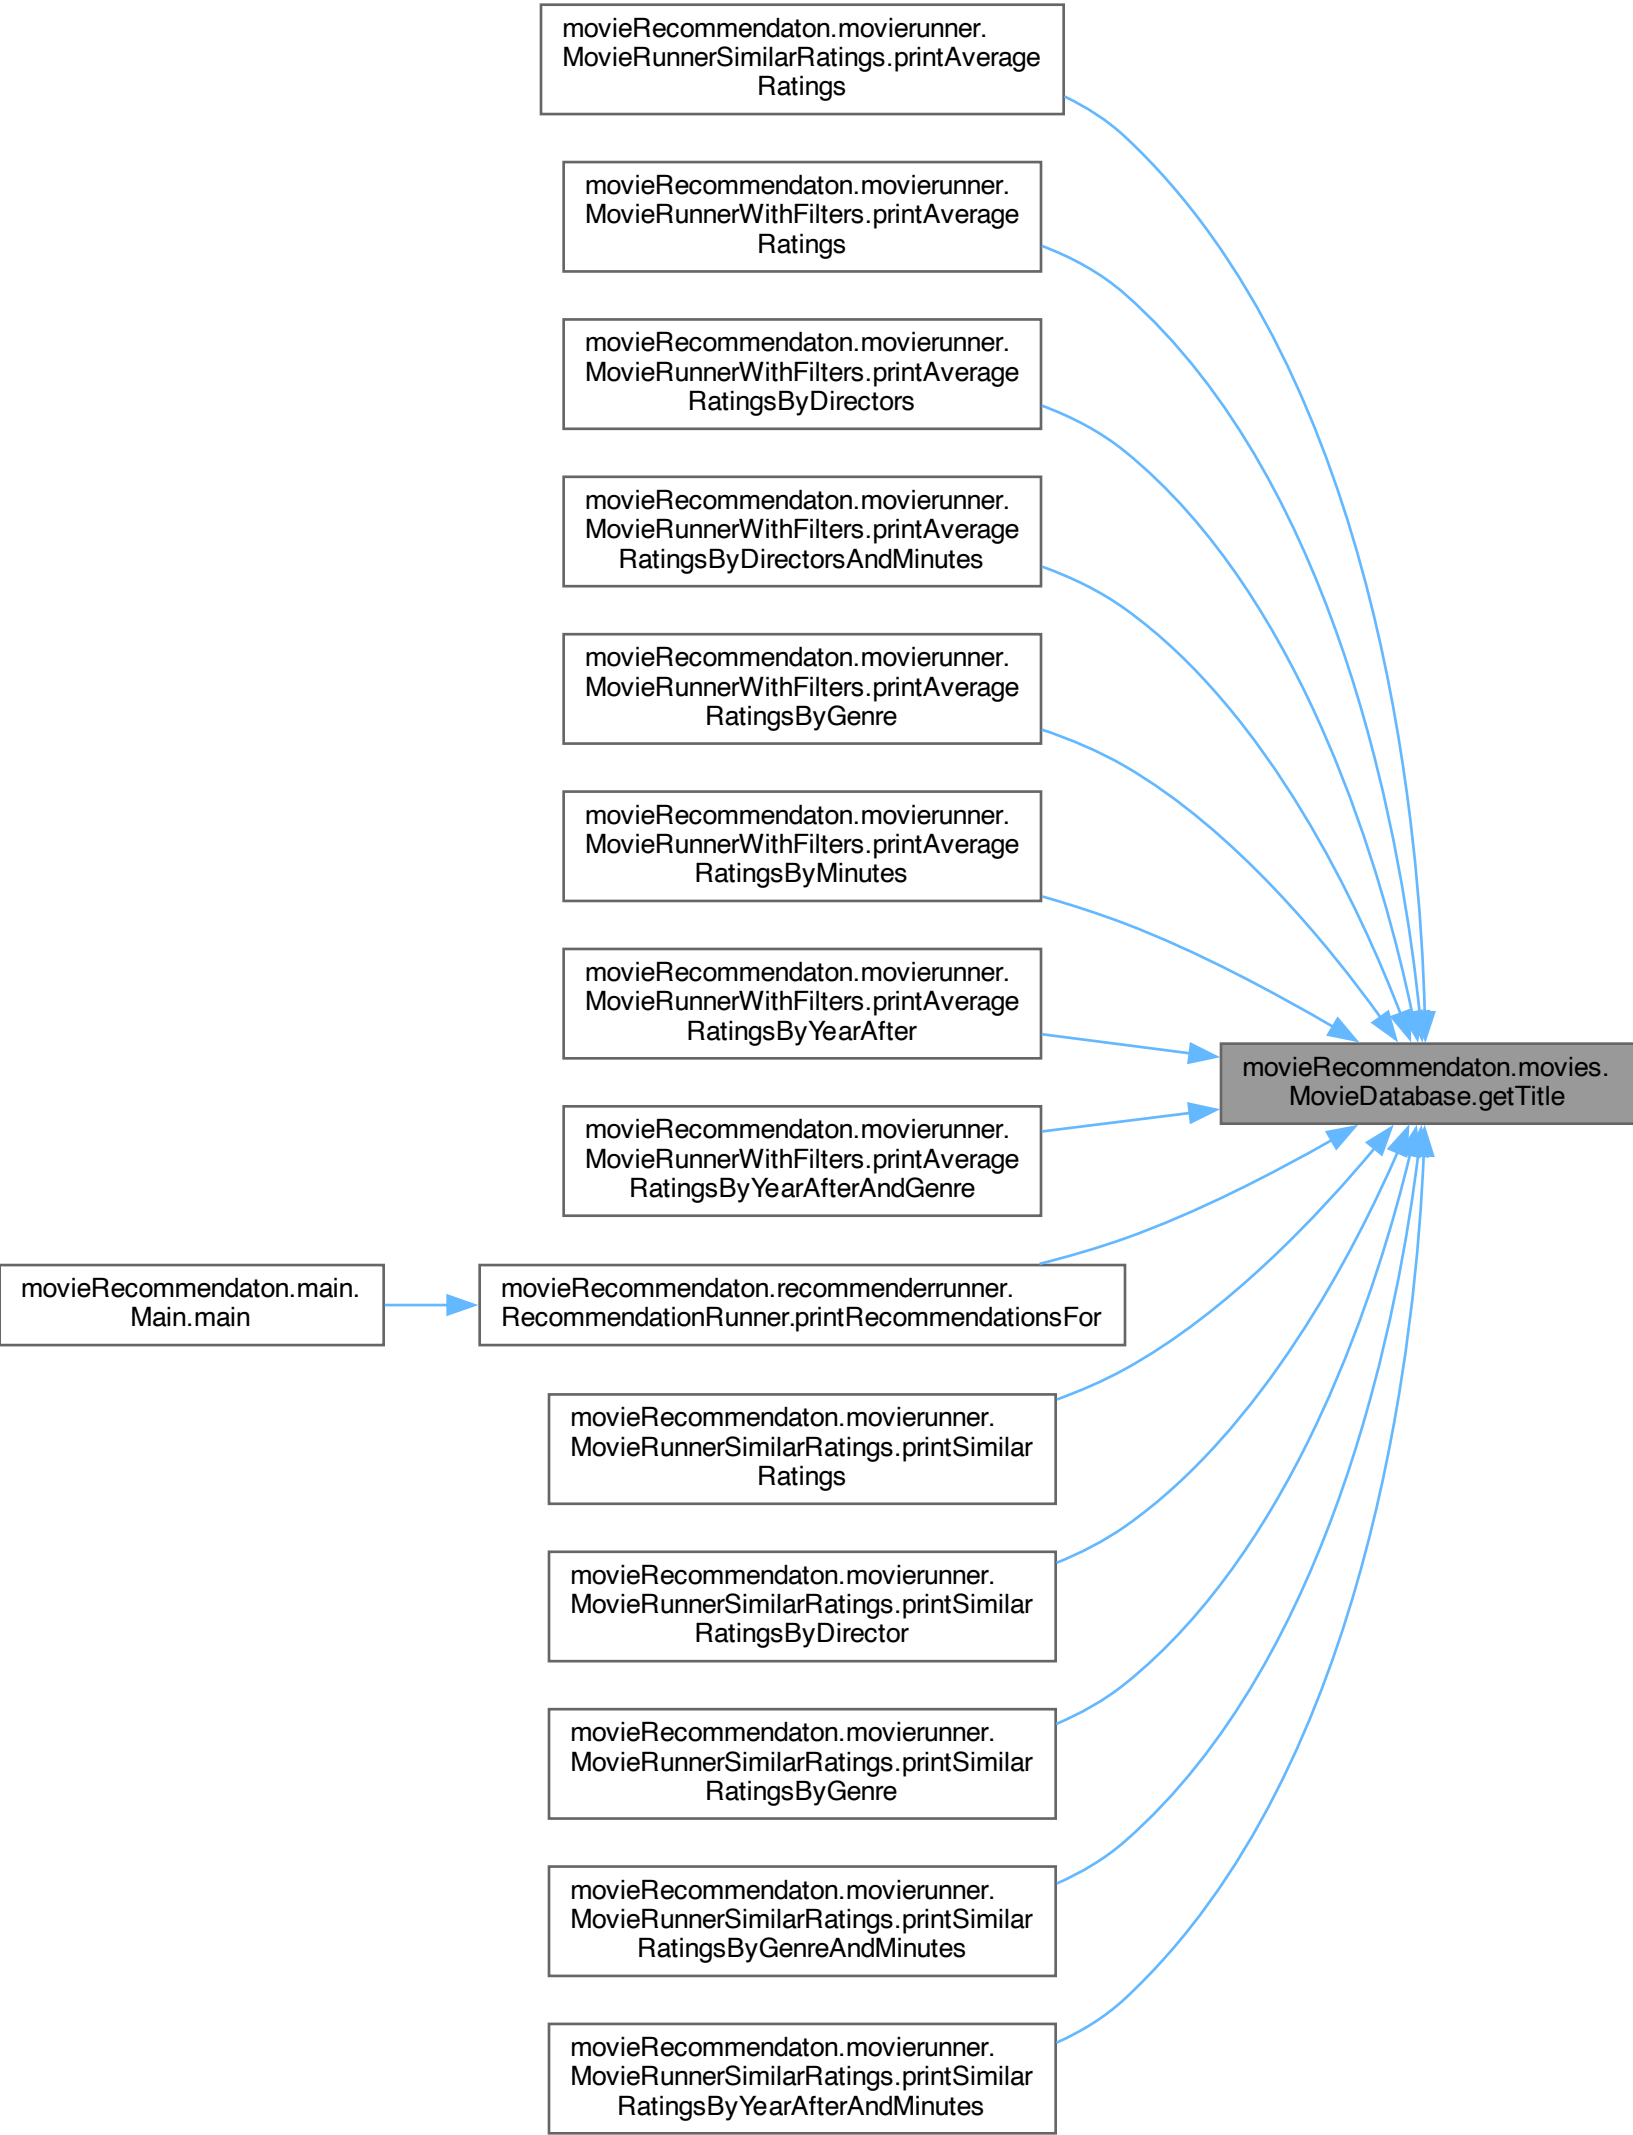 movieRecommendaton.movierunner.
MovieRunnerSimilarRatings.printAverage
Ratings
movieRecommendaton.movierunner.
MovieRunnerWithFilters.printAverage
Ratings
movieRecommendaton.movierunner.
MovieRunnerWithFilters.printAverage
RatingsByDirectors
movieRecommendaton.movierunner.
MovieRunnerWithFilters.printAverage
RatingsByDirectorsAndMinutes
movieRecommendaton.movierunner.
MovieRunnerWithFilters.printAverage
RatingsByGenre
movieRecommendaton.movierunner.
MovieRunnerWithFilters.printAverage
RatingsByMinutes
movieRecommendaton.movierunner.
MovieRunnerWithFilters.printAverage
RatingsByYearAfter
movieRecommendaton.movies.
MovieDatabase.getTitle
movieRecommendaton.movierunner.
MovieRunnerWithFilters.printAverage
RatingsByYearAfterAndGenre
movieRecommendaton.main.
Main.main
movieRecommendaton.recommenderrunner.
RecommendationRunner.printRecommendationsFor
movieRecommendaton.movierunner.
MovieRunnerSimilarRatings.printSimilar
Ratings
movieRecommendaton.movierunner.
MovieRunnerSimilarRatings.printSimilar
RatingsByDirector
movieRecommendaton.movierunner.
MovieRunnerSimilarRatings.printSimilar
RatingsByGenre
movieRecommendaton.movierunner.
MovieRunnerSimilarRatings.printSimilar
RatingsByGenreAndMinutes
movieRecommendaton.movierunner.
MovieRunnerSimilarRatings.printSimilar
RatingsByYearAfterAndMinutes